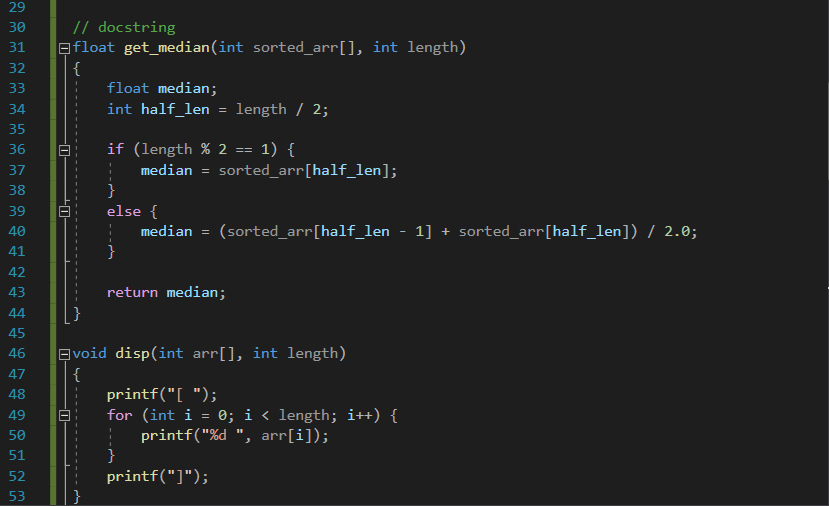 29
30 // docstring
31 float get_median(int sorted_arr[], int length)
32 {
33     float median;
34     int half_len = length / 2;
35
36     if (length % 2 == 1) {
37         median = sorted_arr[half_len];
38     }
39     else {
40         median = (sorted_arr[half_len - 1] + sorted_arr[half_len]) / 2.0;
41     }
42
43     return median;
44 }
45
46 void disp(int arr[], int length)
47 {
48     printf("[ ");
49     for (int i = 0; i < length; i++) {
50         printf("%d ", arr[i]);
51     }
52     printf("]");
53 }